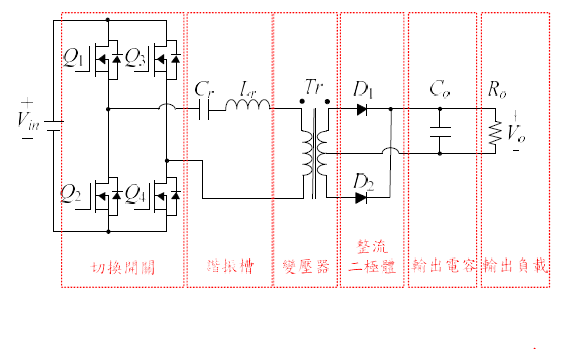 Q1 Q3
Cr Lr Tr D1 Co Ro
+
Vin
−
+
Vo
−
Q2 Q4
D2
切換開關
諧振槽
變壓器
整流
二極體
輸出電容
輸出負載